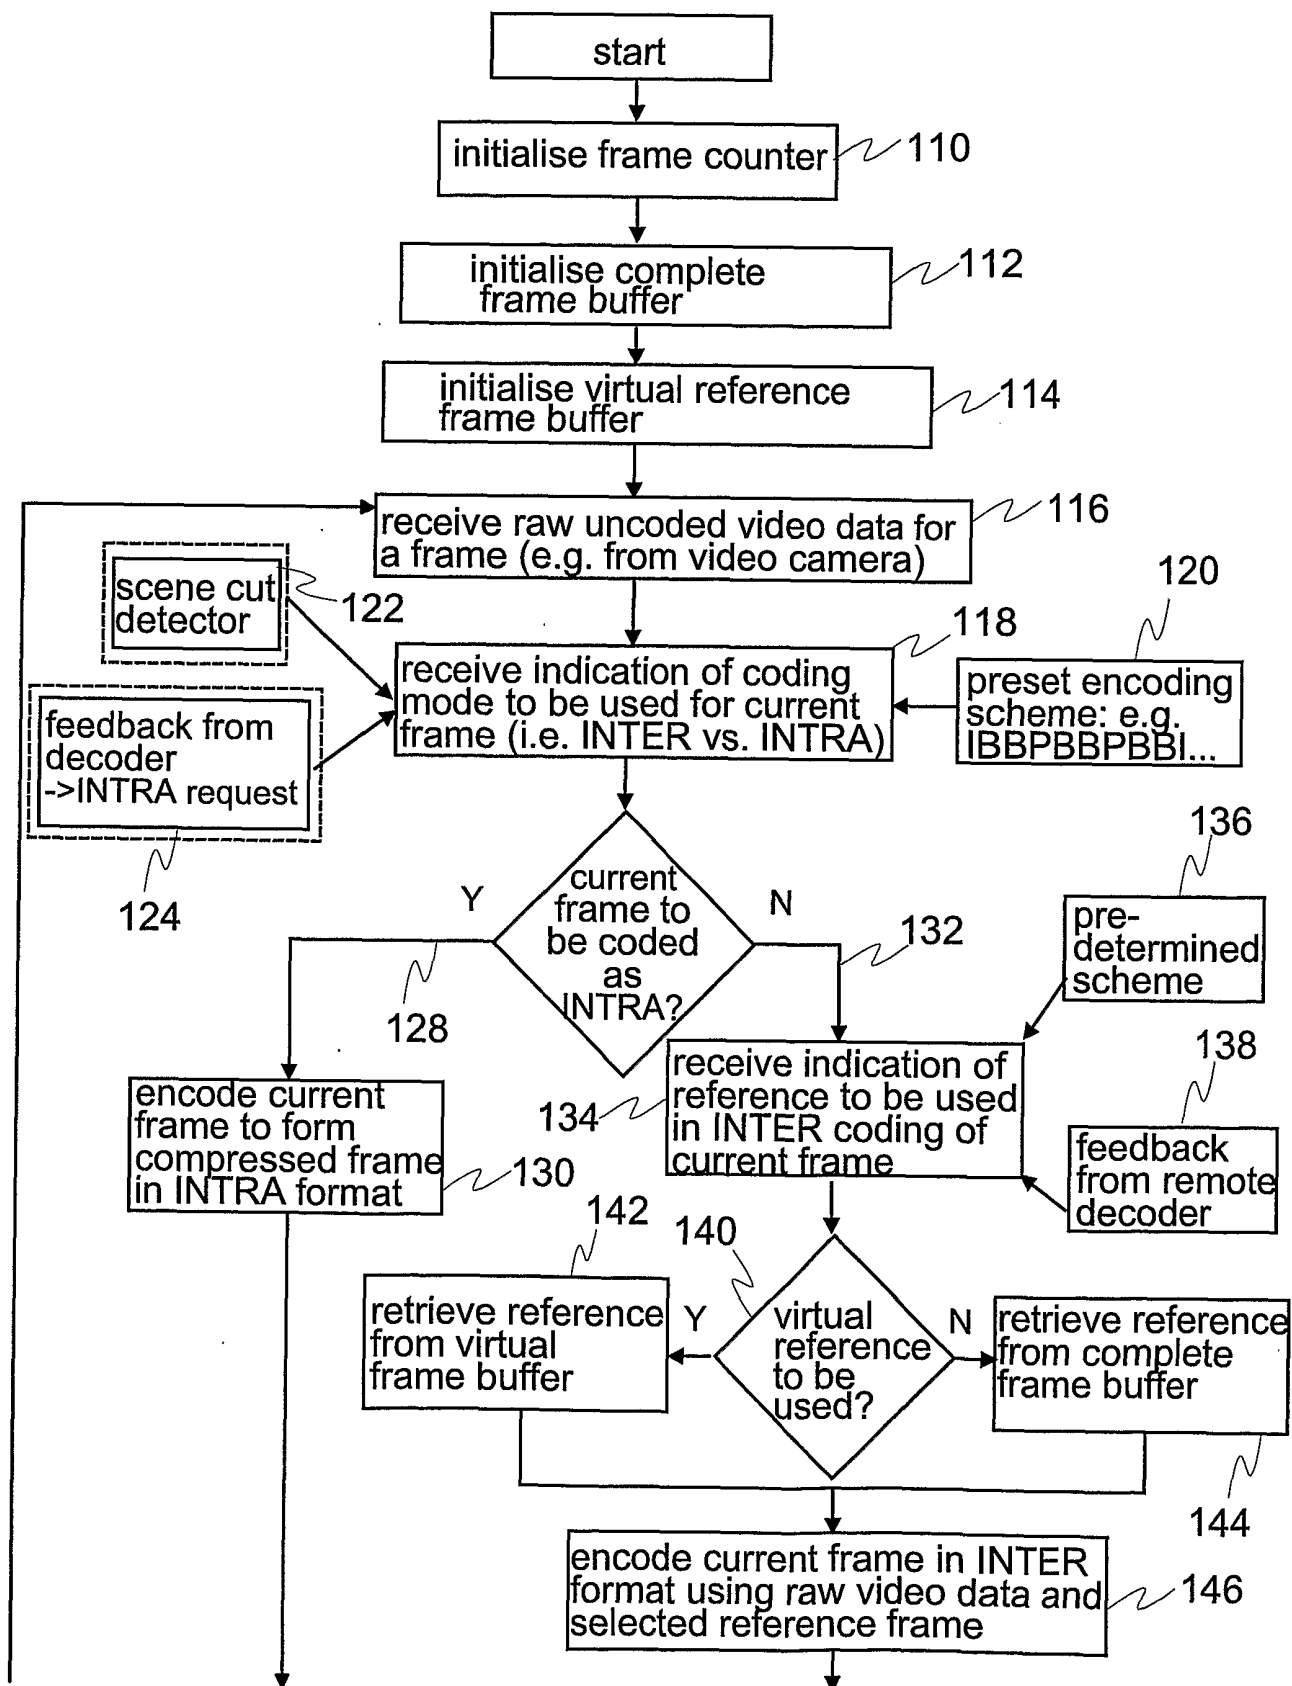 start
initialise frame counter
110
initialise complete
frame buffer
112
initialise virtual reference
frame buffer
114
receive raw uncoded video data for
a frame (e.g. from video camera)
116
scene cut
detector
122
120
118
receive indication of coding
mode to be used for current
frame (i.e. INTER vs. INTRA)
preset encoding
scheme: e.g.
IBBPBBPBBI...
feedback from
decoder
->INTRA request
124
136
current
frame to
be coded
as
INTRA?
Y
N
128
132
pre-
determined
scheme
encode current
frame to form
compressed frame
in INTRA format
130
134
receive indication of
reference to be used
in INTER coding of
current frame
138
feedback
from remote
decoder
142
140
retrieve reference
from virtual
frame buffer
Y
virtual
reference
to be
used?
N
retrieve reference
from complete
frame buffer
144
encode current frame in INTER
format using raw video data and
selected reference frame
146